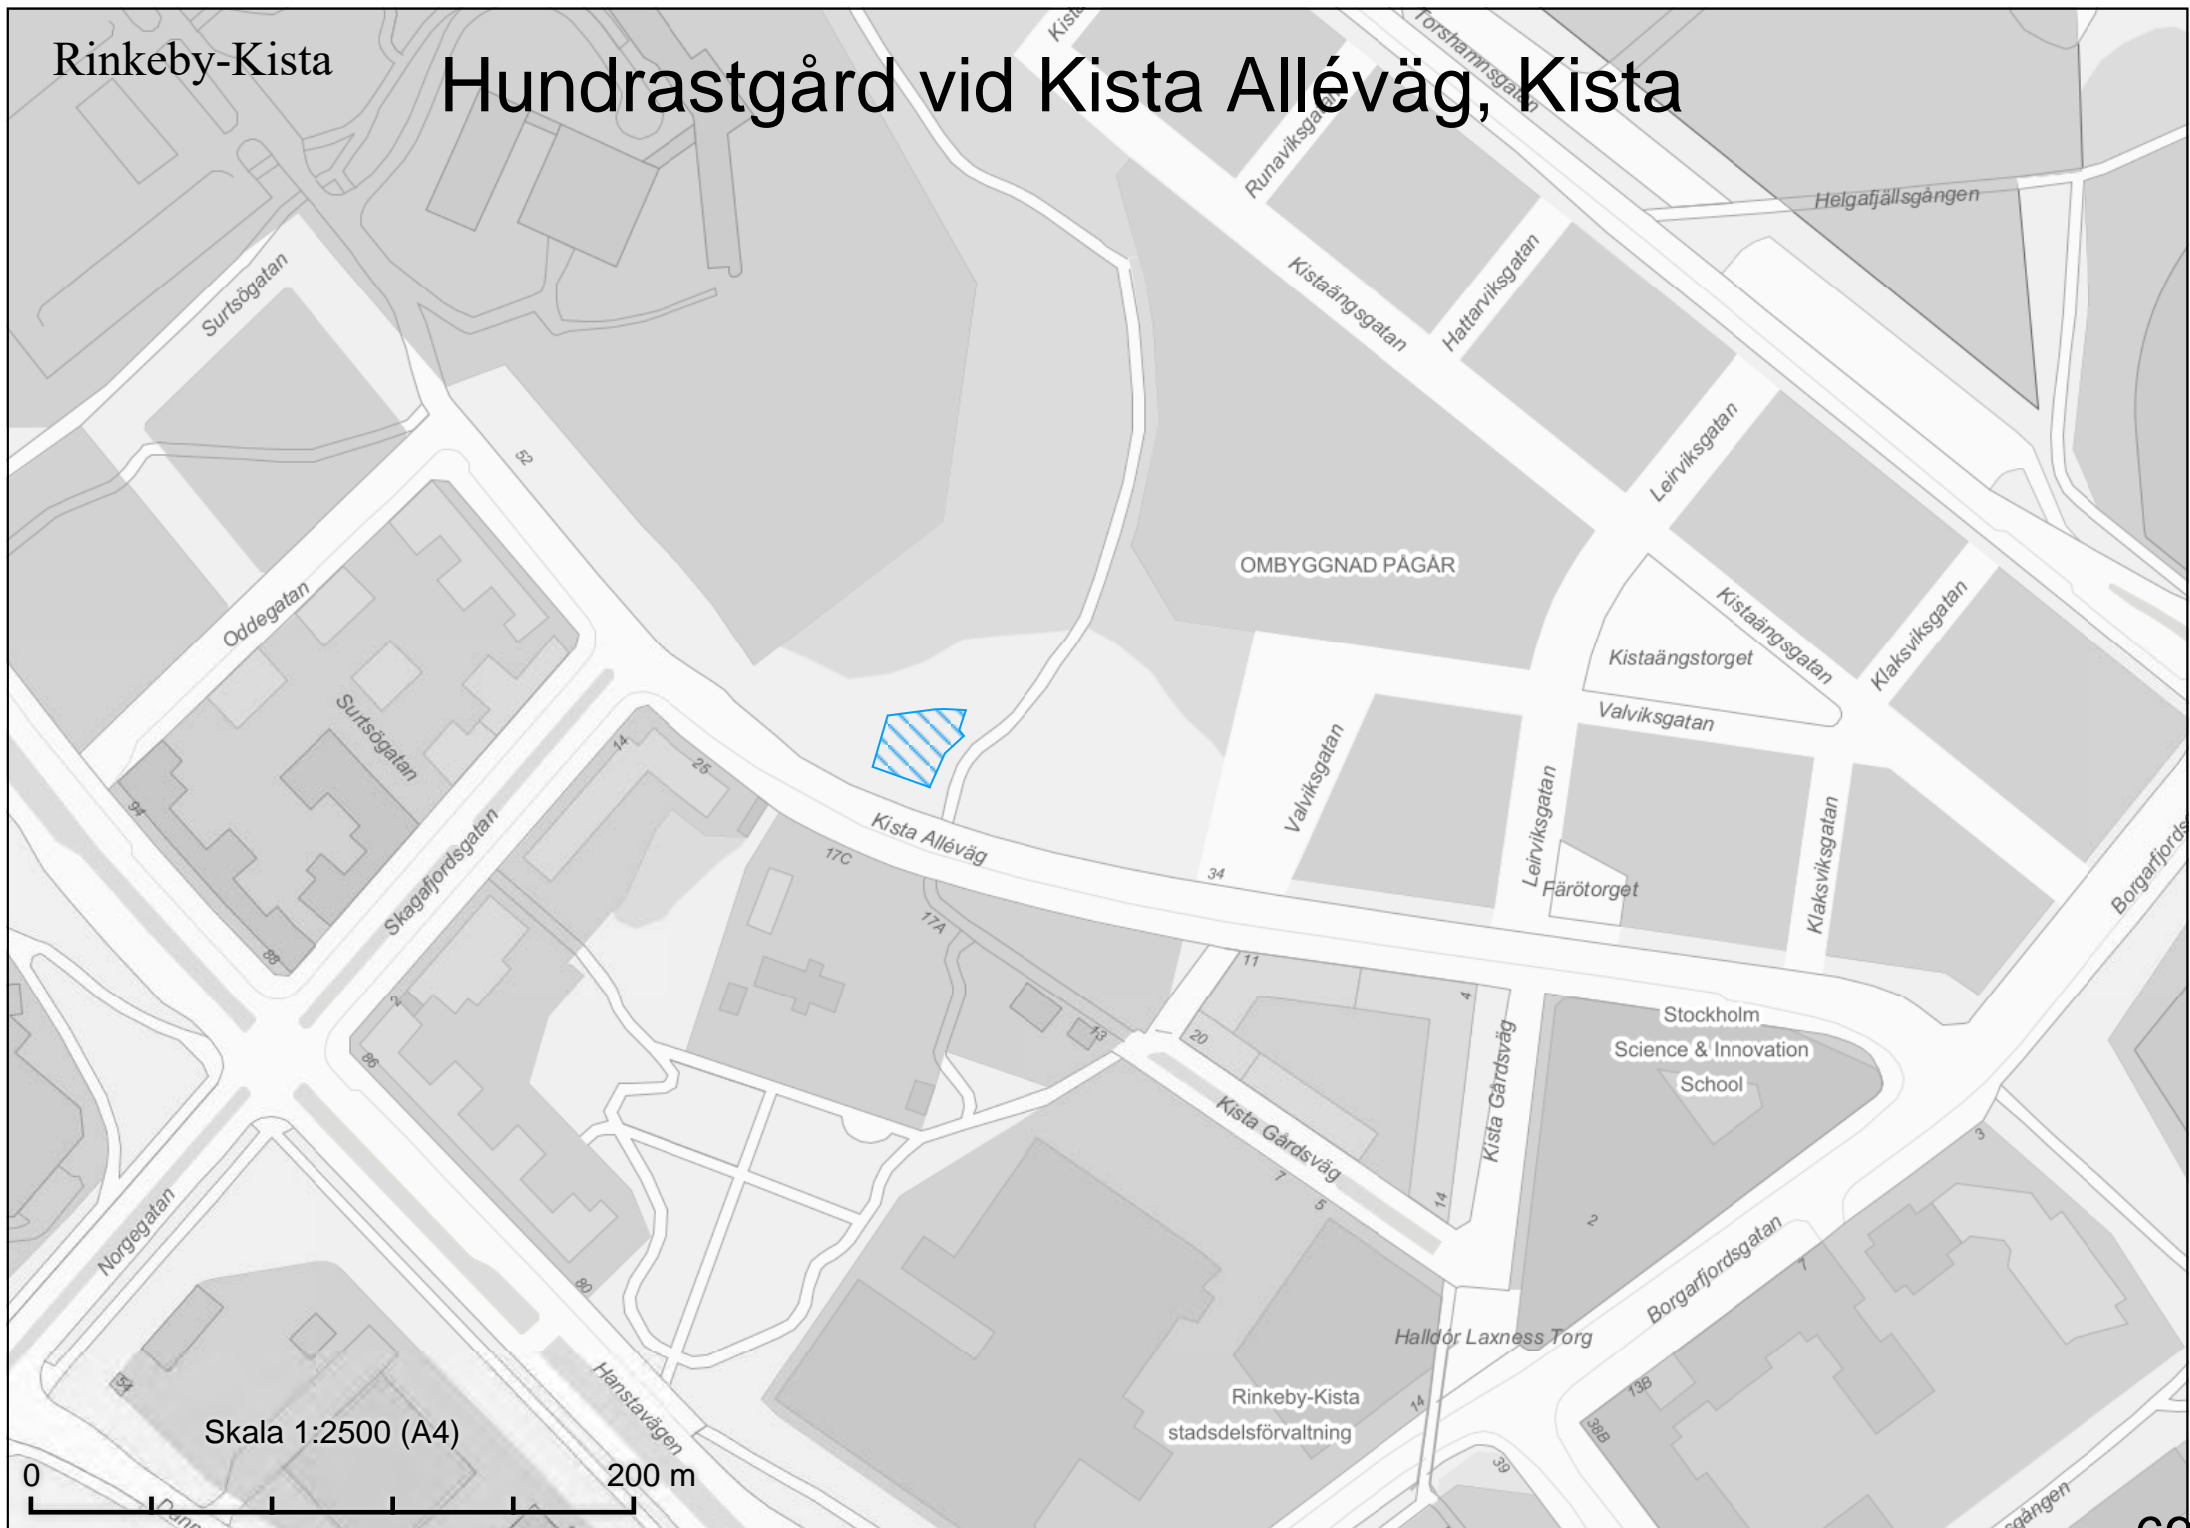 Rinkeby-Kista
Hundrastgård vid Kista Alléväg, Kista
Torshamnsgatan
Runaviksgatan
Helgafjällsgången
Surtsögatan
Kistaängsgatan
Hattarviksgatan
Leirviksgatan
52
OMBYGGNAD PÅGÅR
Oddegatan
Kistaängsgatan
Klaksviksgatan
Kistaängstorget
Valviksgatan
Surtsögatan
14
25
Valviksgatan
94
Skagafjordsgatan
Kista Alléväg
17C
Leirviksgatan
Klaksviksgatan
34
Färötorget
17A
88
11
2
4
Stockholm
Science & Innovation
School
13
20
86
Kista Gårdsväg
Kista Gårdsväg
3
7
5
14
2
Norgegatan
80
Borgarfjordsgatan
7
Halldór Laxness Torg
54
Hanstavägen
Rinkeby-Kista
stadsdelsförvaltning
14
13B
38B
39
Skala 1:2500 (A4)
0
200 m